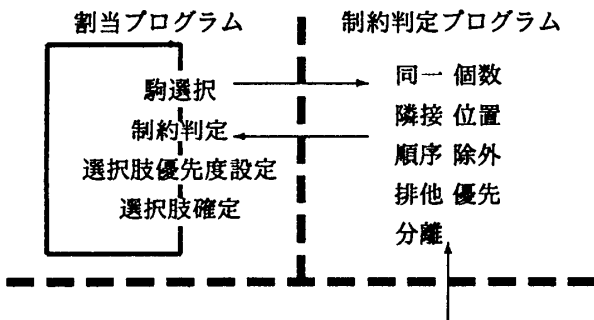 割当プログラム
駒選択
制約判定
選択肢優先度設定
選択肢確定
制約判定プログラム
同一 個数
隣接 位置
順序 除外
排他 優先
分離